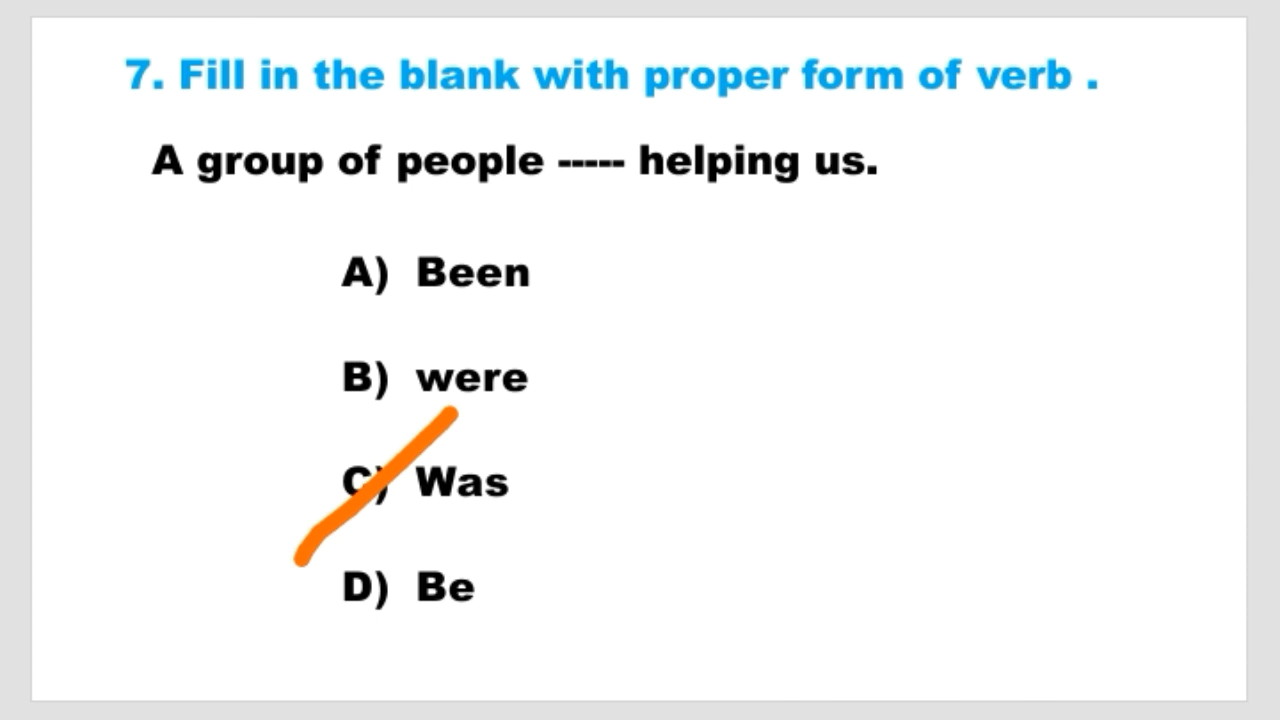 7. Fill in the blank with proper form of verb .
A group of people ----- helping us.
A) Been
B) were
C) Was
D) Be